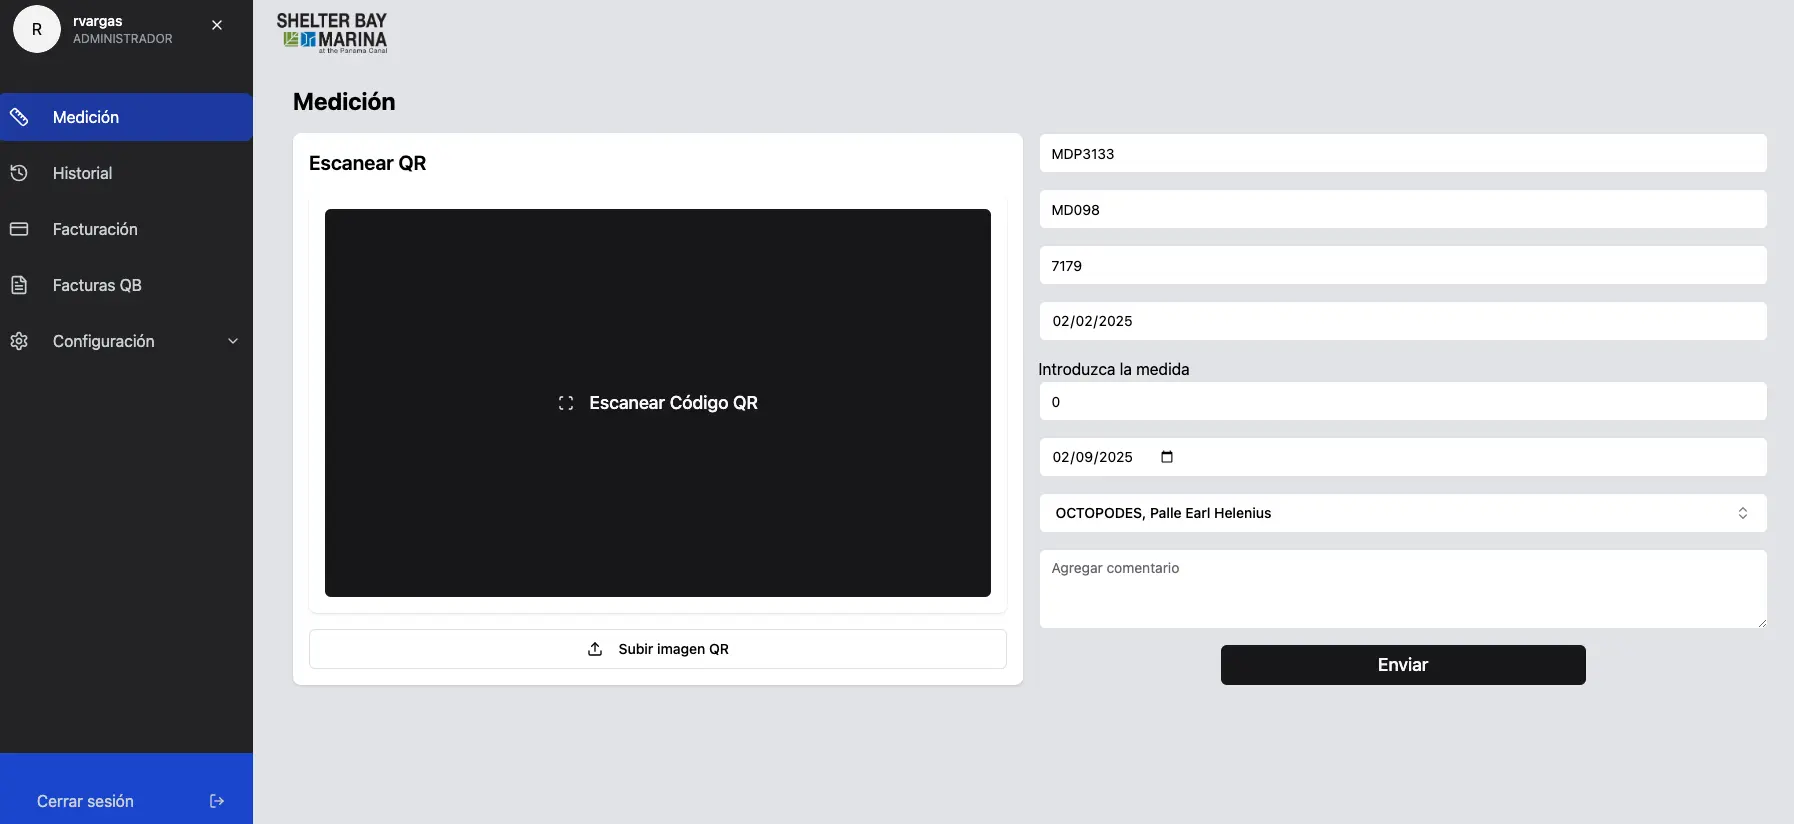 R
rvargas
ADMINISTRADOR
Medición
Historial
Facturación
Facturas QB
Configuración
Cerrar sesión
SHELTER BAY
MARINA
at the Panama Canal
Medición
Escanear QR
Escanear Código QR
Subir imagen QR
MDP3133
MD098
7179
02/02/2025
Introduzca la medida
0
02/09/2025
OCTOPODES, Palle Earl Helenius
Agregar comentario
Enviar